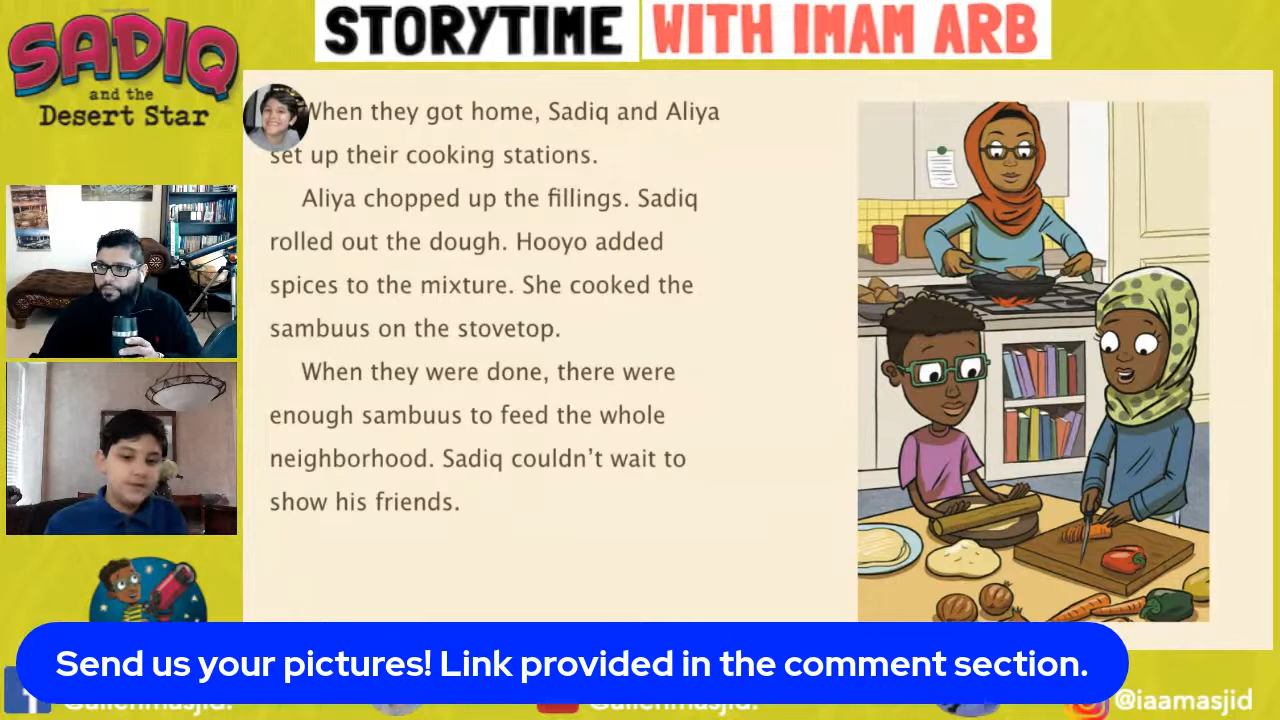 SADIQ
and the
Desert Star
STORYTIME WITH IMAM ARB
When they got home, Sadiq and Aliya
set up their cooking stations.
Aliya chopped up the fillings. Sadiq
rolled out the dough. Hooyo added
spices to the mixture. She cooked the
sambuus on the stovetop.
When they were done, there were
enough sambuus to feed the whole
neighborhood. Sadiq couldn't wait to
show his friends.
Send us your pictures! Link provided in the comment section.
@iaamasjid